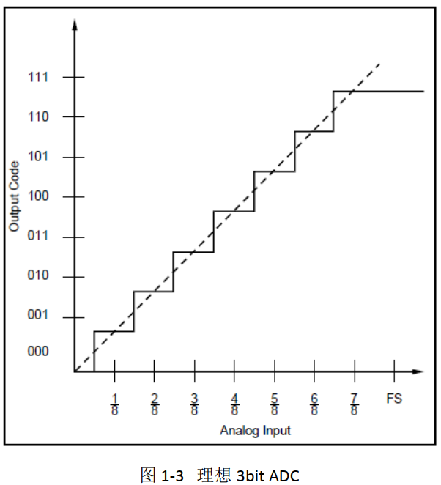 111
110
101
100
011
010
001
000
Output Code
1/8 2/8 3/8 4/8 5/8 6/8 7/8 FS
Analog Input
图 1-3 理想 3bit ADC